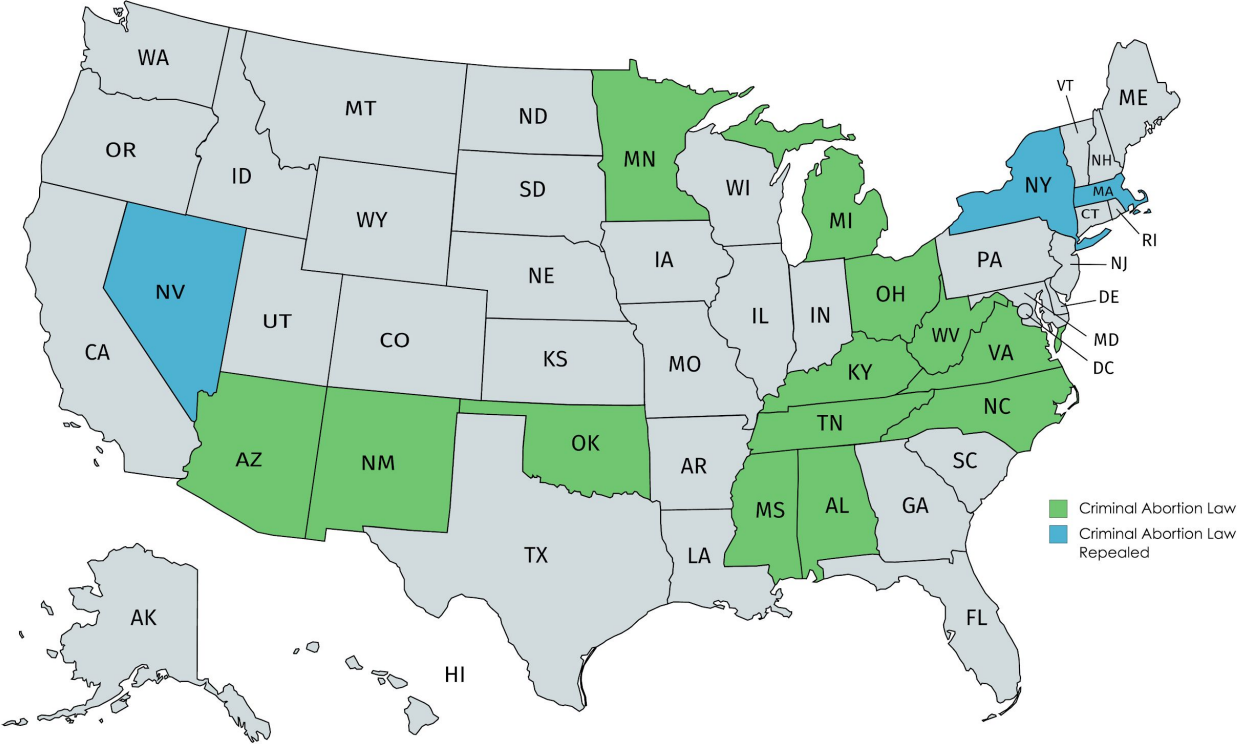 WA
MT
ND
MN
OR
ID
SD
WI
MI
WY
IA
NE
NV
UT
CO
CA
KS
MO
IL
IN
OH
WV
KY
VA
PA
NY
VT
ME
NH
MA
CT
RI
NJ
DE
MD
DC
NC
TN
SC
AZ
NM
OK
AR
MS
AL
GA
TX
LA
FL
AK
HI
Criminal Abortion Law
Criminal Abortion Law
Repealed